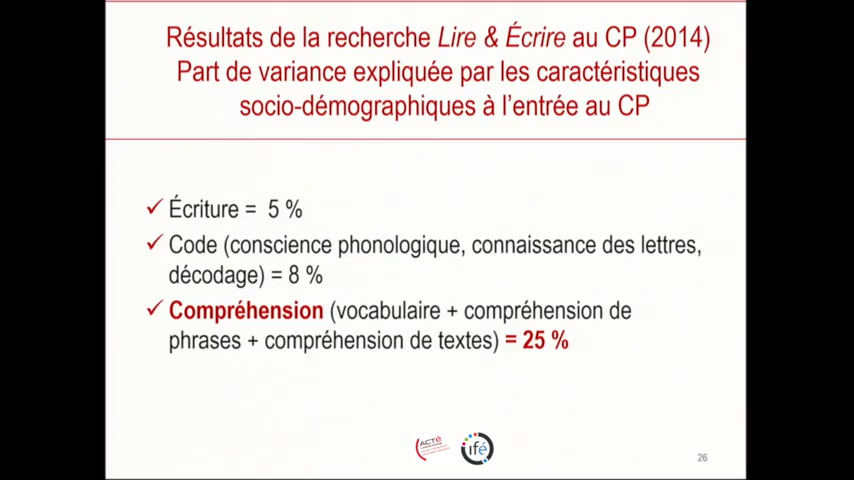 Résultats de la recherche Lire & Écrire au CP (2014)
Part de variance expliquée par les caractéristiques
socio-démographiques à l'entrée au CP
Écriture = 5 %
Code (conscience phonologique, connaissance des lettres,
décodage) = 8 %
Compréhension (vocabulaire + compréhension de
phrases + compréhension de textes) = 25 %
ACTé
ifé
26